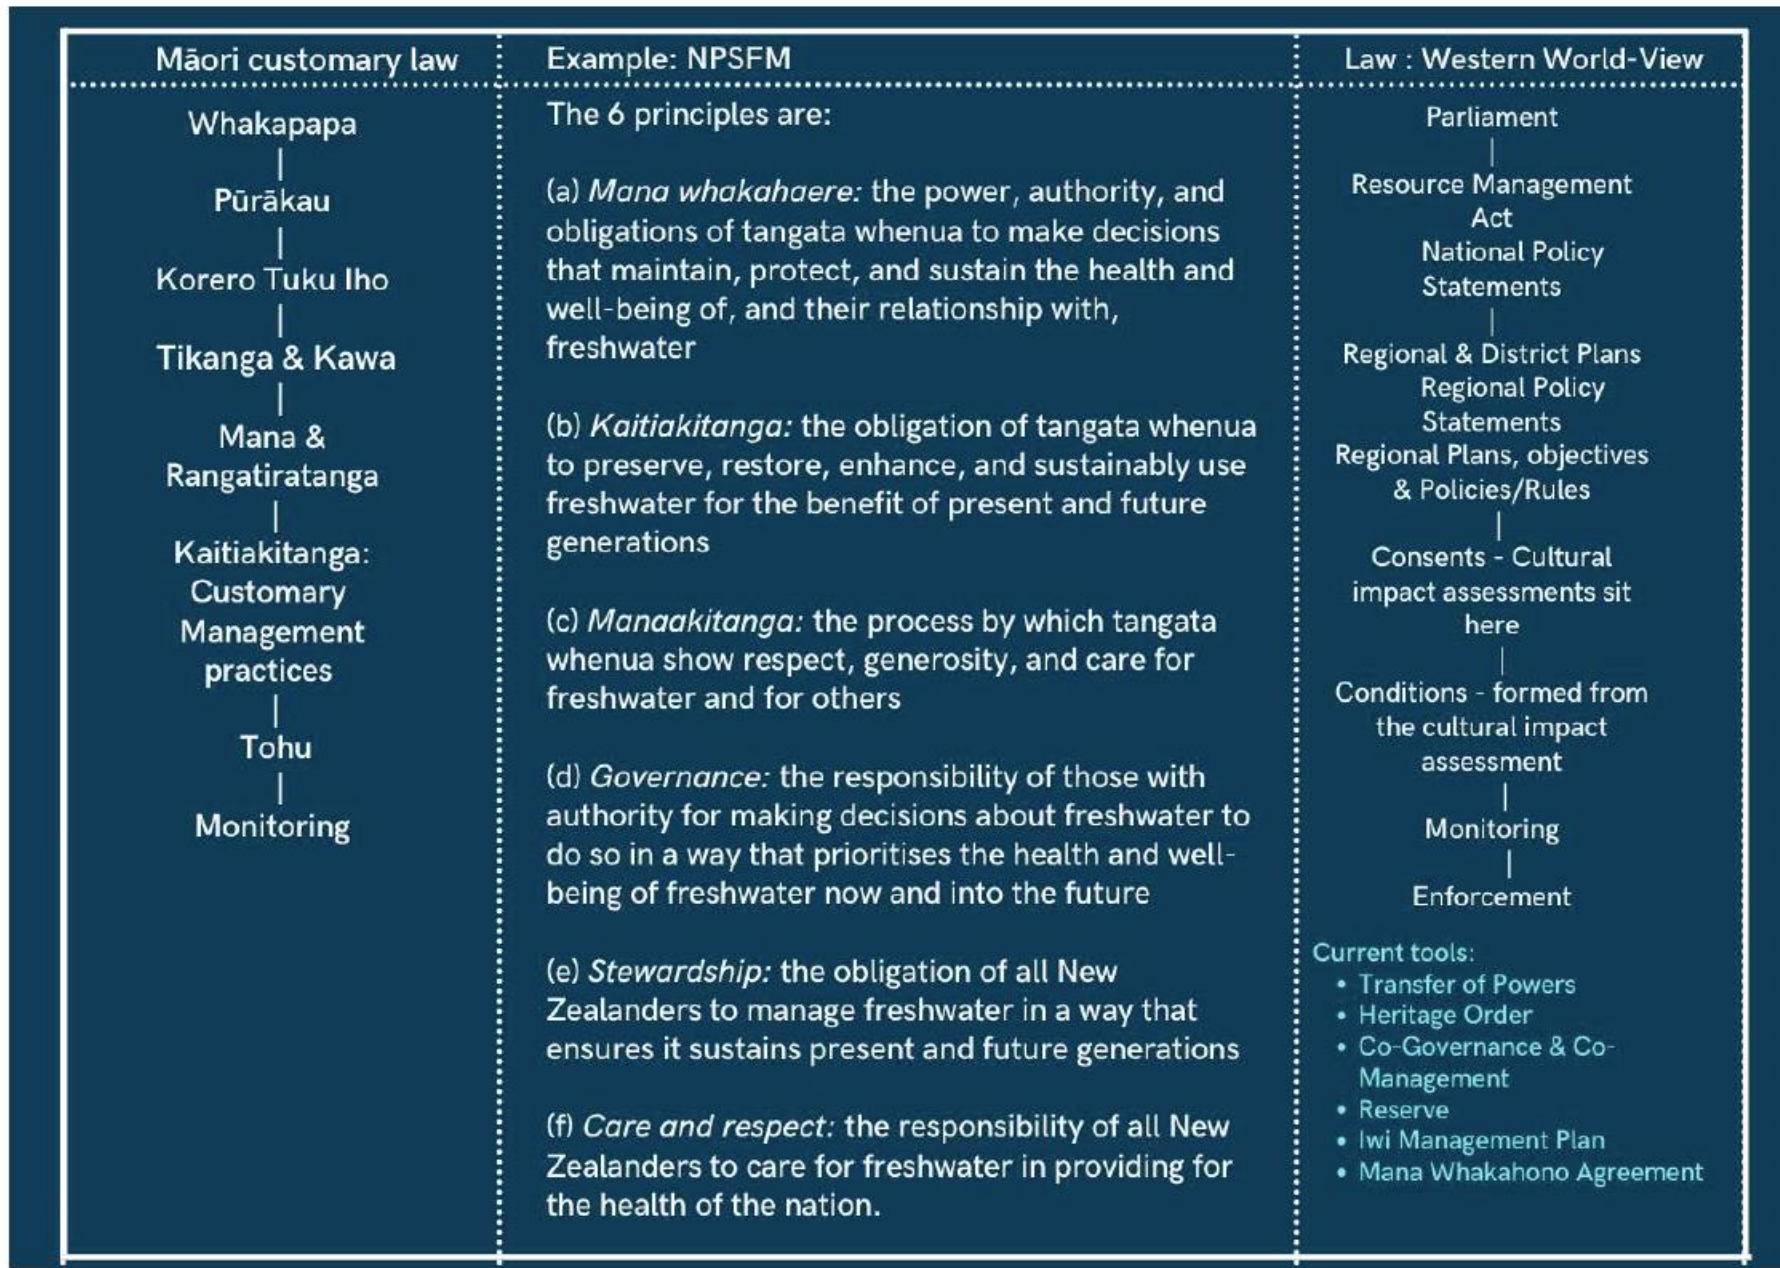 Māori customary law
Whakapapa
Pūrākau
Korero Tuku Iho
Tikanga & Kawa
Mana &
Rangatiratanga
Kaitiakitanga:
Customary
Management
practices
Tohu
Monitoring
Example: NPSFM
The 6 principles are:
(a) Mana whakahaere: the power, authority, and
obligations of tangata whenua to make decisions
that maintain, protect, and sustain the health and
well-being of, and their relationship with,
freshwater
(b) Kaitiakitanga: the obligation of tangata whenua
to preserve, restore, enhance, and sustainably use
freshwater for the benefit of present and future
generations
(c) Manaakitanga: the process by which tangata
whenua show respect, generosity, and care for
freshwater and for others
(d) Governance: the responsibility of those with
authority for making decisions about freshwater to
do so in a way that prioritises the health and well-
being of freshwater now and into the future
(e) Stewardship: the obligation of all New
Zealanders to manage freshwater in a way that
ensures it sustains present and future generations
(f) Care and respect: the responsibility of all New
Zealanders to care for freshwater in providing for
the health of the nation.
Law : Western World-View
Parliament
Resource Management
Act
National Policy
Statements
Regional & District Plans
Regional Policy
Statements
Regional Plans, objectives
& Policies/Rules
Consents - Cultural
impact assessments sit
here
Conditions - formed from
the cultural impact
assessment
Monitoring
Enforcement
Current tools:
• Transfer of Powers
• Heritage Order
• Co-Governance & Co-
Management
• Reserve
• Iwi Management Plan
• Mana Whakahono Agreement